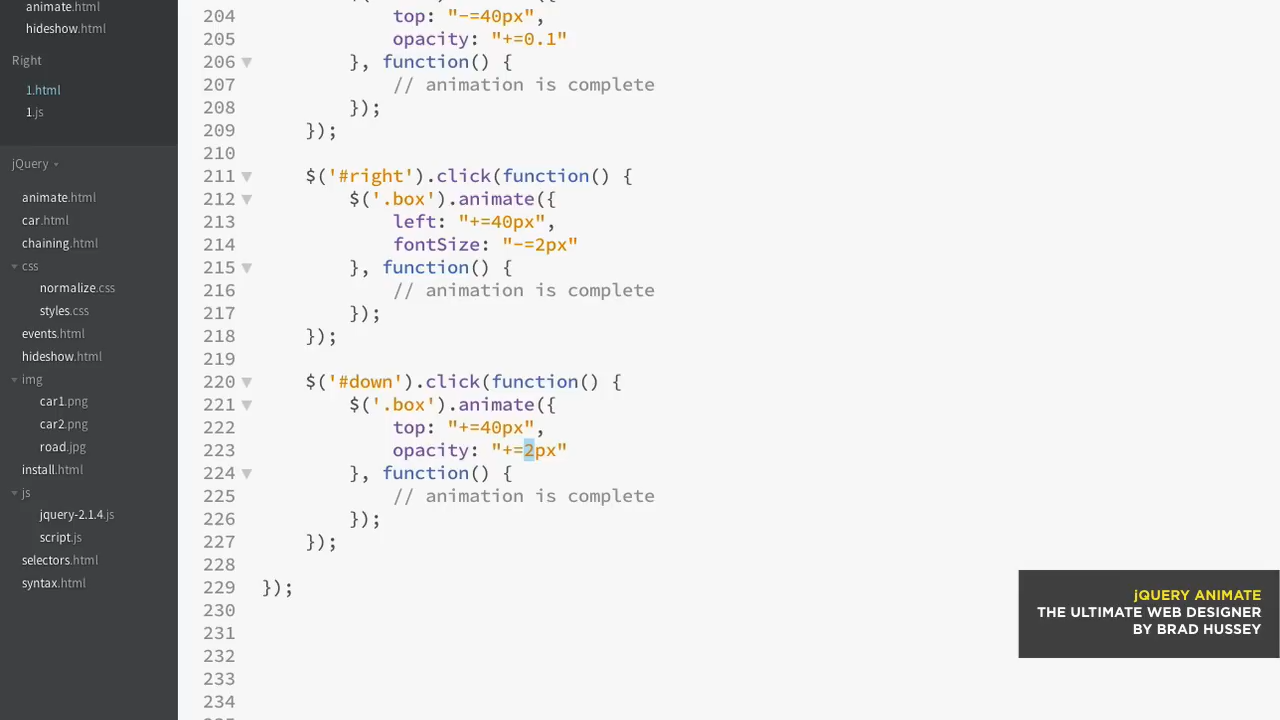 animate.html
hideshow.html
Right
1.html
1.js
jQuery
animate.html
car.html
chaining.html
css
normalize.css
styles.css
events.html
hideshow.html
img
car1.png
car2.png
road.jpg
install.html
js
jquery-2.1.4.js
script.js
selectors.html
syntax.html
204 top: "-=40px",
205 opacity: "+=0.1"
206 }, function() {
207 // animation is complete
208 });
209 });
210
211 $('#right').click(function() {
212 $('.box').animate({
213 left: "+=40px",
214 fontSize: "-=2px"
215 }, function() {
216 // animation is complete
217 });
218 });
219
220 $('#down').click(function() {
221 $('.box').animate({
222 top: "+=40px",
223 opacity: "+=2px"
224 }, function() {
225 // animation is complete
226 });
227 });
228
229 });
230
231
232
233
234
jQUERY ANIMATE
THE ULTIMATE WEB DESIGNER
BY BRAD HUSSEY